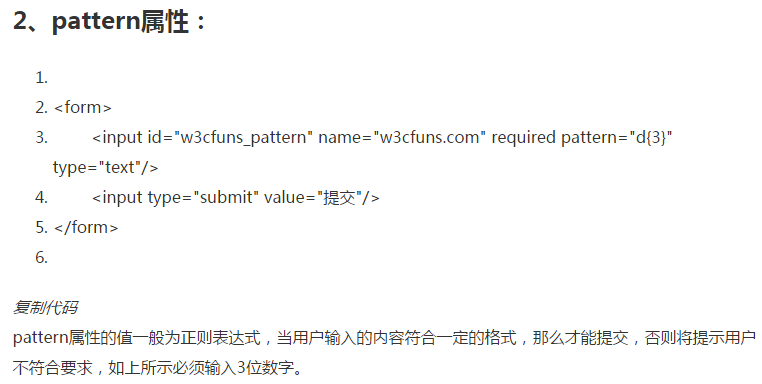 2、pattern属性：
1.
2. <form>
3. <input id="w3cfuns_pattern" name="w3cfuns.com" required pattern="d{3}"
type="text"/>
4. <input type="submit" value="提交"/>
5. </form>
6.
复制代码
pattern属性的值一般为正则表达式，当用户输入的内容符合一定的格式，那么才能提交，否则将提示用户
不符合要求，如上所示必须输入3位数字。